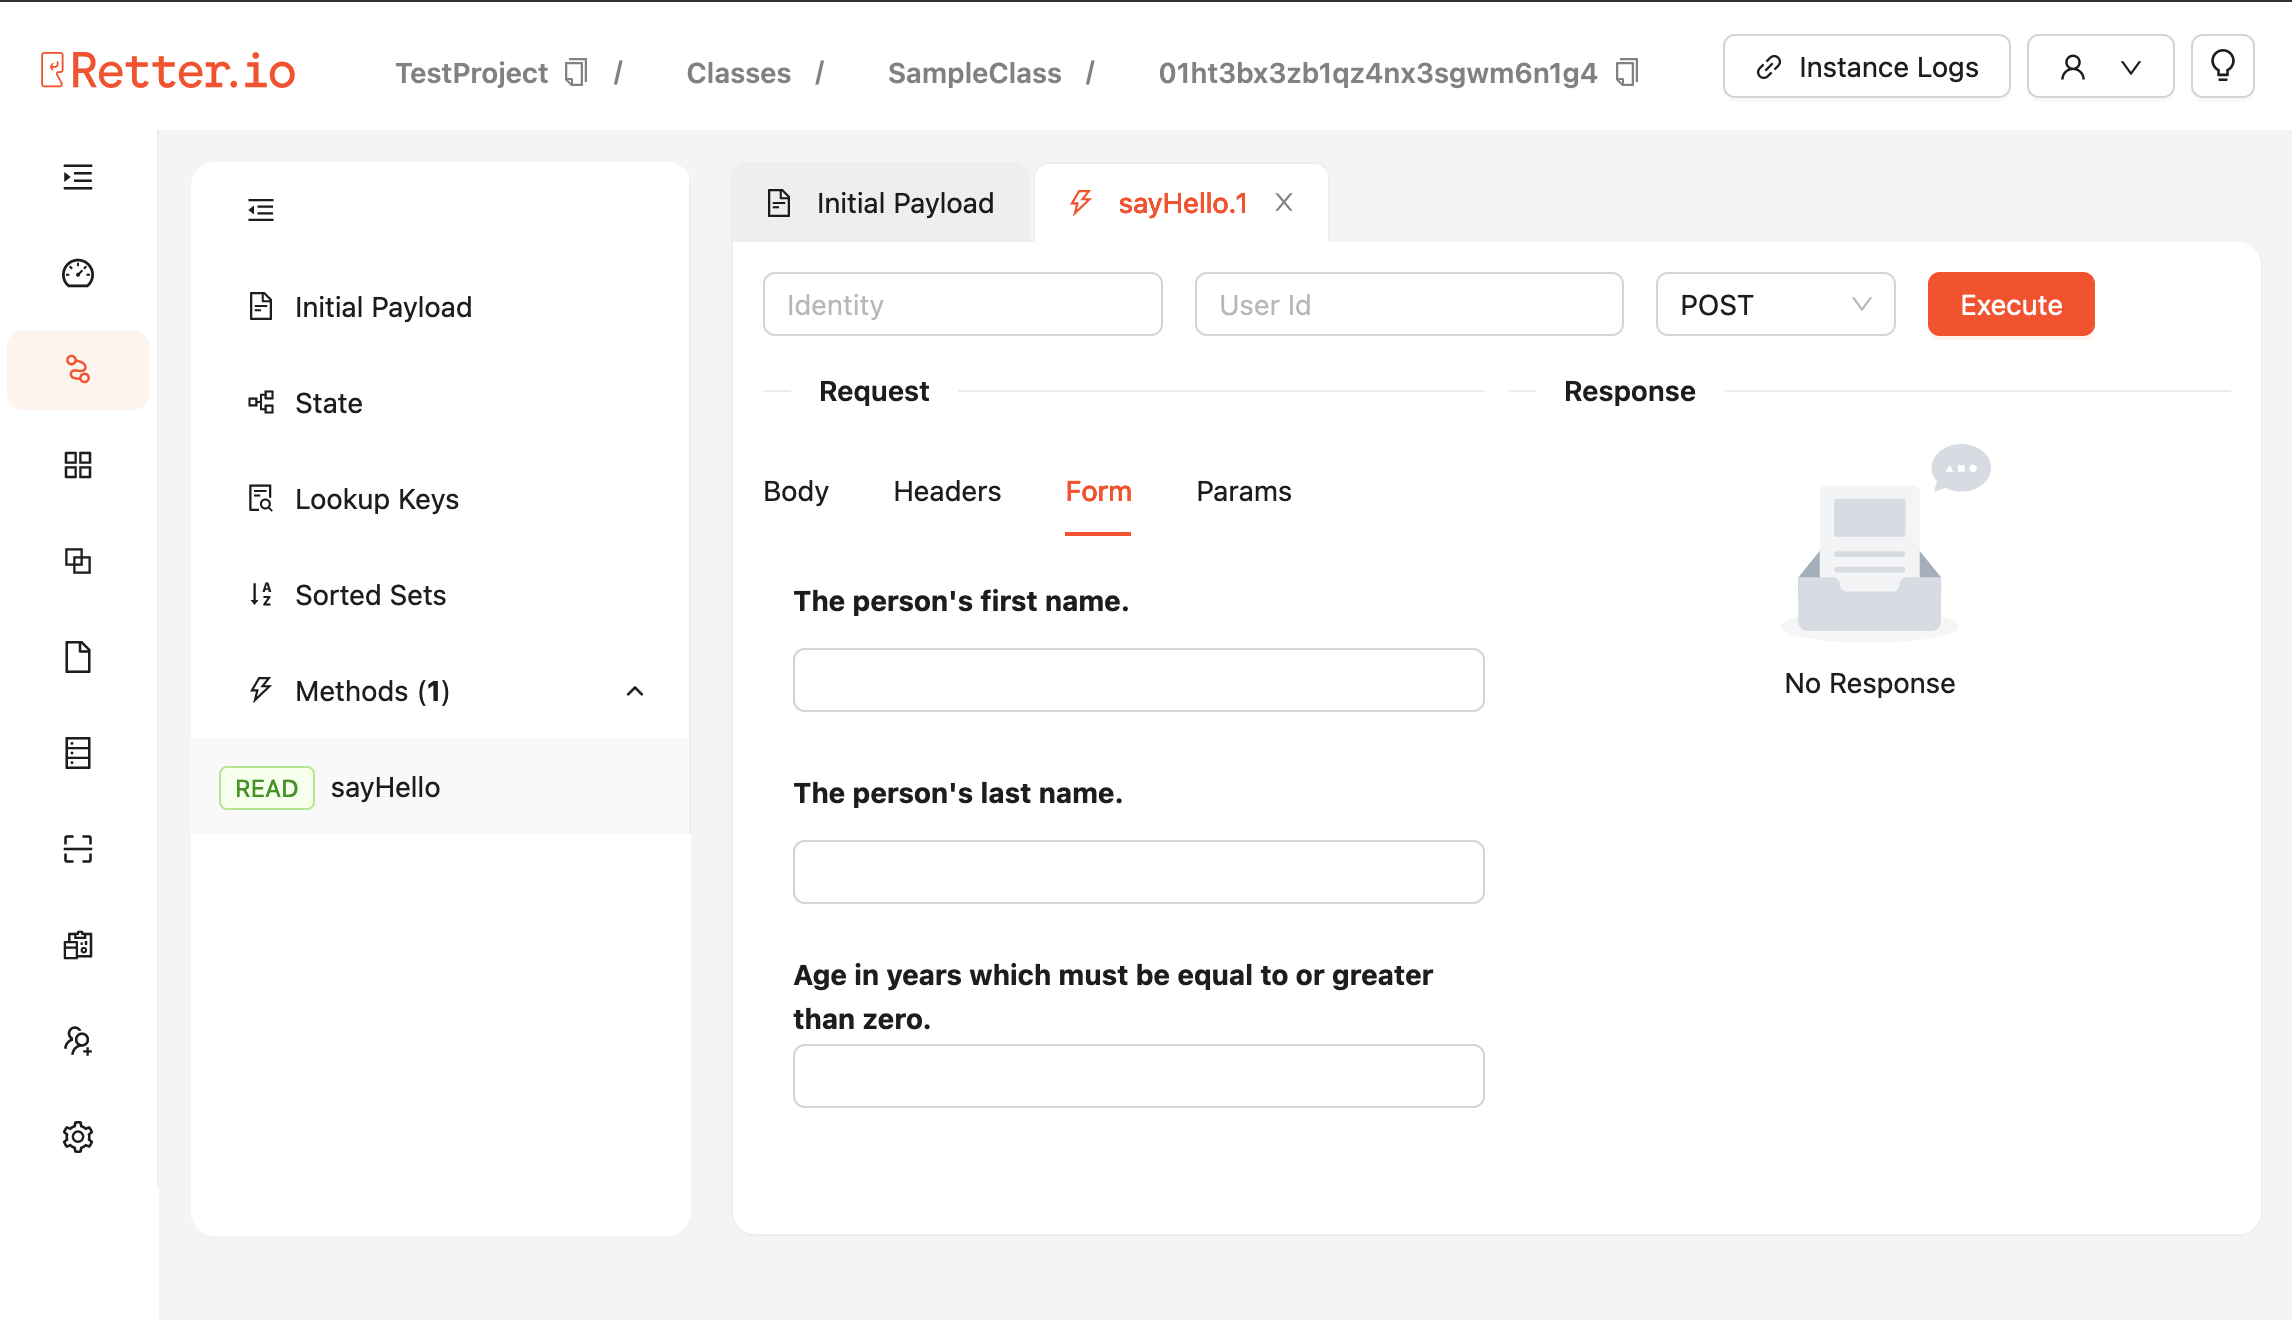 Retter.io
TestProject / Classes / SampleClass / 01ht3bx3zb1qz4nx3sgwm6n1g4
Instance Logs
Initial Payload
State
Lookup Keys
Sorted Sets
Methods (1)
READ sayHello
Initial Payload
sayHello.1
Identity
User Id
POST
Execute
Request
Response
Body
Headers
Form
Params
The person's first name.
The person's last name.
Age in years which must be equal to or greater
than zero.
No Response